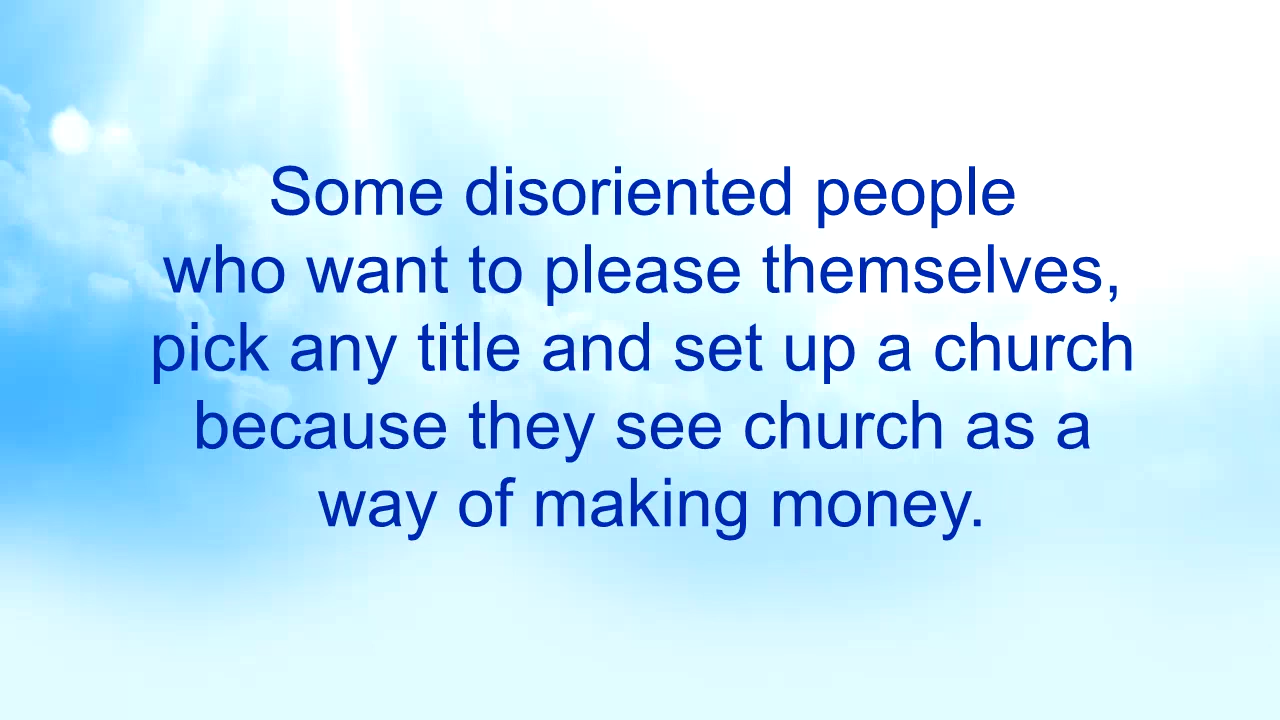 Some disoriented people
who want to please themselves,
pick any title and set up a church
because they see church as a
way of making money.